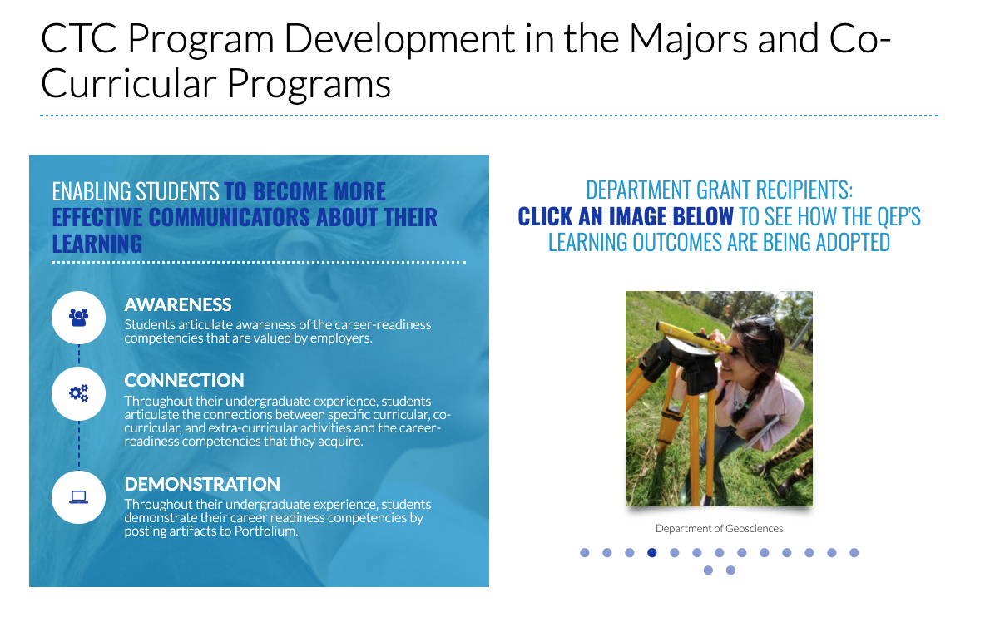 CTC Program Development in the Majors and Co-
Curricular Programs
ENABLING STUDENTS TO BECOME MORE
EFFECTIVE COMMUNICATORS ABOUT THEIR
LEARNING
AWARENESS
Students articulate awareness of the career-readiness
competencies that are valued by employers.
CONNECTION
Throughout their undergraduate experience, students
articulate the connections between specific curricular, co-
curricular, and extra-curricular activities and the career-
readiness competencies that they acquire.
DEMONSTRATION
Throughout their undergraduate experience, students
demonstrate their career readiness competencies by
posting artifacts to Portfolium.
DEPARTMENT GRANT RECIPIENTS:
CLICK AN IMAGE BELOW TO SEE HOW THE QEP'S
LEARNING OUTCOMES ARE BEING ADOPTED
Department of Geosciences